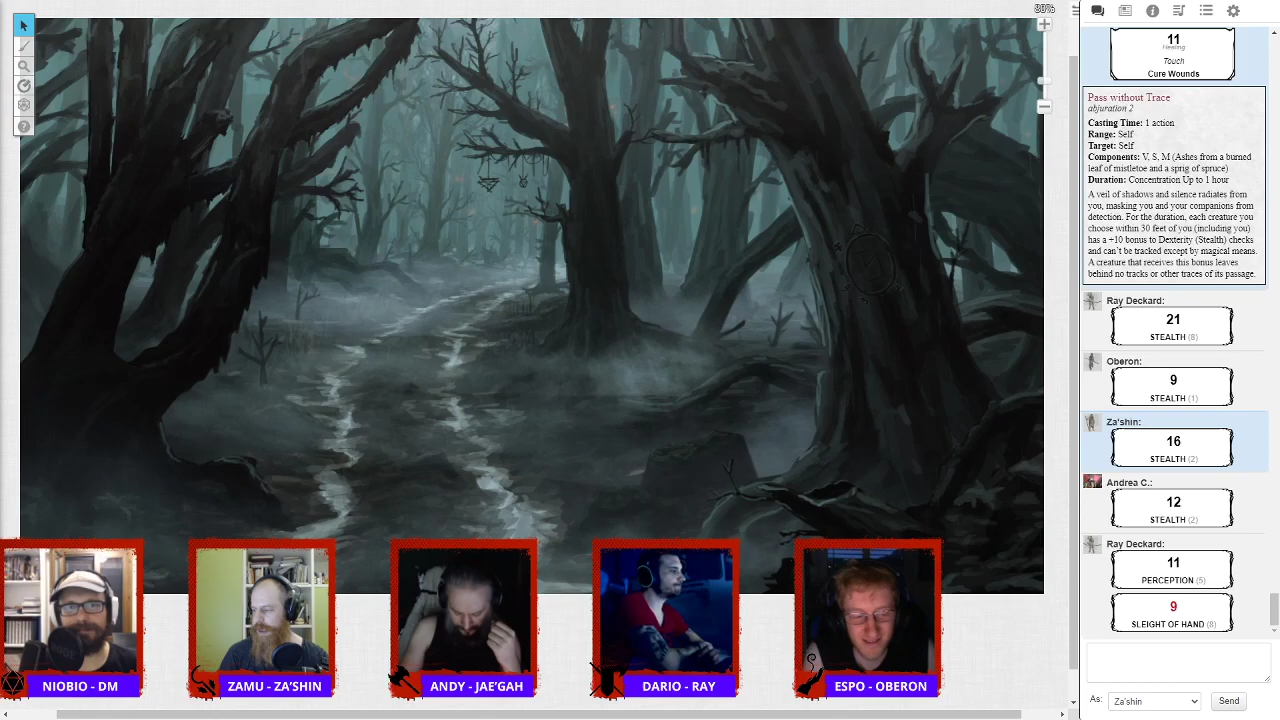 88%
11
Healing
Touch
Cure Wounds
Pass without Trace
abjuration 2
Casting Time: 1 action
Range: Self
Target: Self
Components: V, S, M (Ashes from a burned
leaf of mistletoe and a sprig of spruce)
Duration: Concentration Up to 1 hour
A veil of shadows and silence radiates from
you, masking you and your companions from
detection. For the duration, each creature you
choose within 30 feet of you (including you)
has a +10 bonus to Dexterity (Stealth) checks
and can't be tracked except by magical means.
A creature that receives this bonus leaves
behind no tracks or other traces of its passage.
Ray Deckard:
21
STEALTH (8)
Oberon:
9
STEALTH (1)
Za'shin:
16
STEALTH (2)
Andrea C.:
12
STEALTH (2)
Ray Deckard:
11
PERCEPTION (5)
9
SLEIGHT OF HAND (8)
As: Za'shin Send
NIOBIO - DM
ZAMU - ZA'SHIN
ANDY - JAE'GAH
DARIO - RAY
ESPO - OBERON